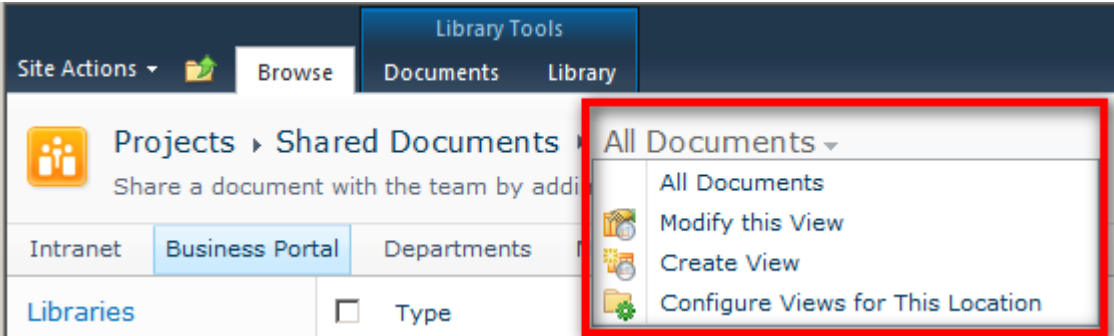 Library Tools
Site Actions Browse Documents Library
Projects ▸ Shared Documents ▸ All Documents
Share a document with the team by addi
All Documents
Modify this View
Create View
Configure Views for This Location
Intranet Business Portal Departments
Libraries Type